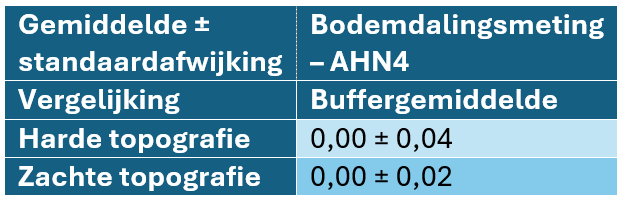 Gemiddelde ± Bodemdalingsmeting
standaardafwijking – AHN4
Vergelijking Buffergemiddelde
Harde topografie 0,00 ± 0,04
Zachte topografie 0,00 ± 0,02